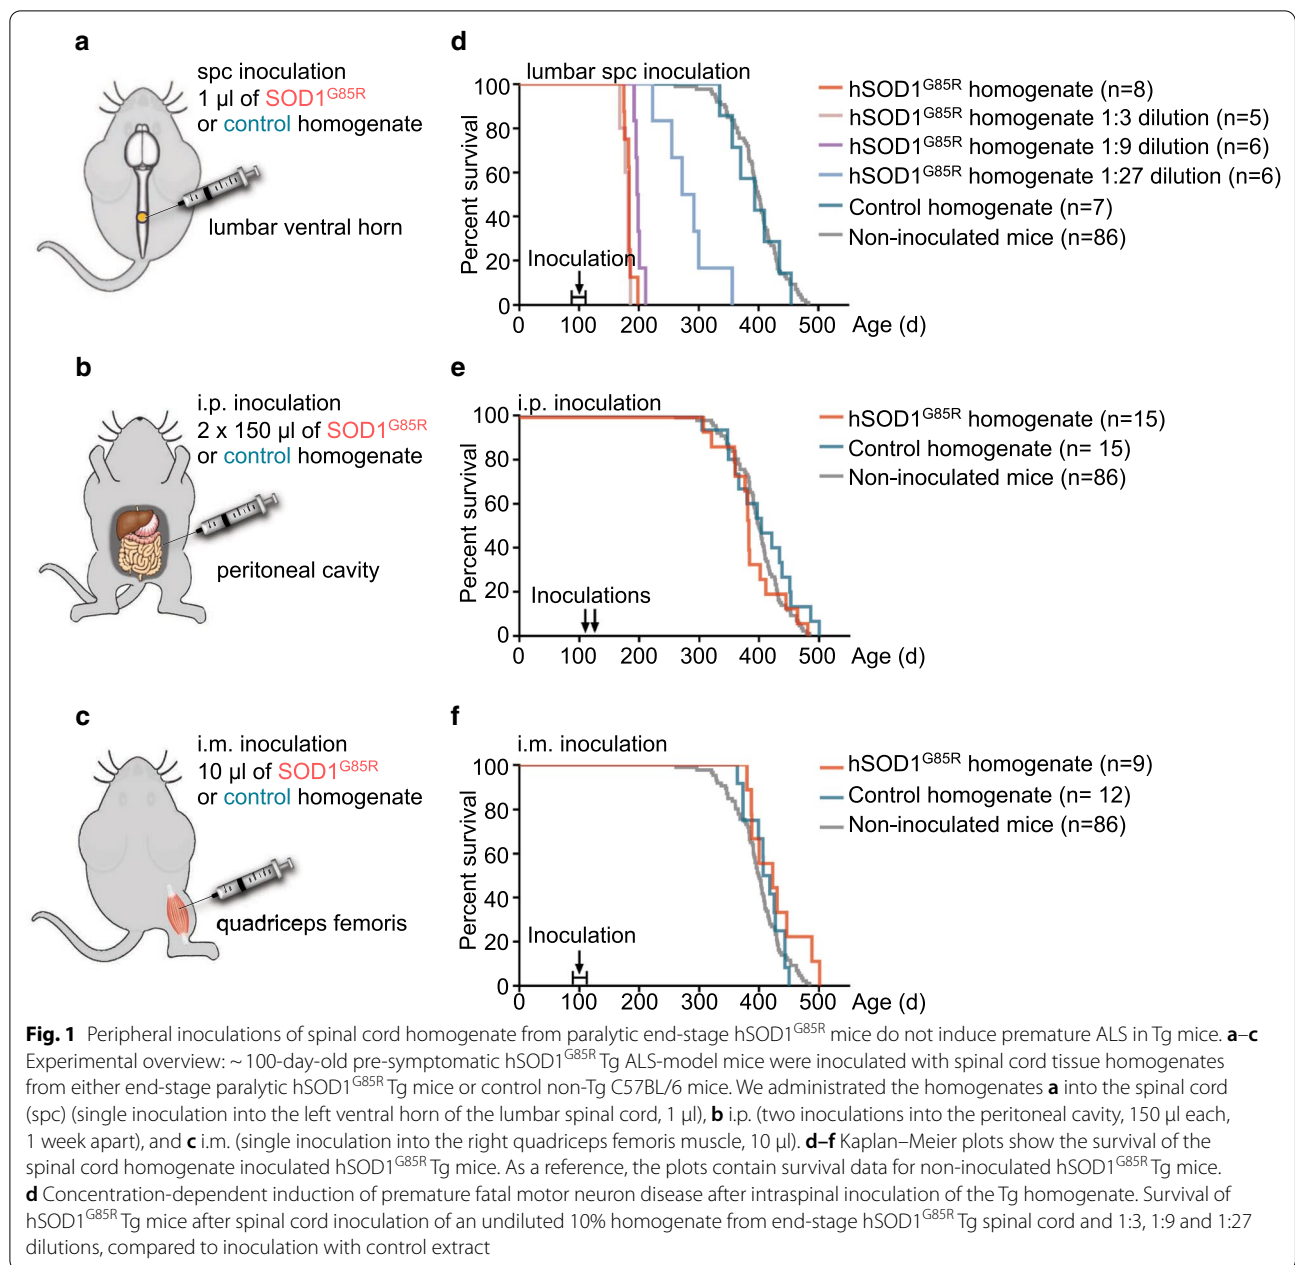 a
spc inoculation
1 µl of SOD1G85R
or control homogenate
lumbar ventral horn
d
lumbar spc inoculation
Percent survival
100
80
60
40
20
0
Inoculation
0 100 200 300 400 500 Age (d)
hSOD1G85R homogenate (n=8)
hSOD1G85R homogenate 1:3 dilution (n=5)
hSOD1G85R homogenate 1:9 dilution (n=6)
hSOD1G85R homogenate 1:27 dilution (n=6)
Control homogenate (n=7)
Non-inoculated mice (n=86)
b
i.p. inoculation
2 x 150 µl of SOD1G85R
or control homogenate
peritoneal cavity
e
i.p. inoculation
Percent survival
100
80
60
40
20
0
Inoculations
0 100 200 300 400 500 Age (d)
hSOD1G85R homogenate (n=15)
Control homogenate (n= 15)
Non-inoculated mice (n=86)
c
i.m. inoculation
10 µl of SOD1G85R
or control homogenate
quadriceps femoris
f
i.m. inoculation
Percent survival
100
80
60
40
20
0
Inoculation
0 100 200 300 400 500 Age (d)
hSOD1G85R homogenate (n=9)
Control homogenate (n= 12)
Non-inoculated mice (n=86)
Fig. 1 Peripheral inoculations of spinal cord homogenate from paralytic end-stage hSOD1G85R mice do not induce premature ALS in Tg mice. a–c
Experimental overview: ~ 100-day-old pre-symptomatic hSOD1G85R Tg ALS-model mice were inoculated with spinal cord tissue homogenates
from either end-stage paralytic hSOD1G85R Tg mice or control non-Tg C57BL/6 mice. We administrated the homogenates a into the spinal cord
(spc) (single inoculation into the left ventral horn of the lumbar spinal cord, 1 µl), b i.p. (two inoculations into the peritoneal cavity, 150 µl each,
1 week apart), and c i.m. (single inoculation into the right quadriceps femoris muscle, 10 µl). d–f Kaplan–Meier plots show the survival of the
spinal cord homogenate inoculated hSOD1G85R Tg mice. As a reference, the plots contain survival data for non-inoculated hSOD1G85R Tg mice.
d Concentration-dependent induction of premature fatal motor neuron disease after intraspinal inoculation of the Tg homogenate. Survival of
hSOD1G85R Tg mice after spinal cord inoculation of an undiluted 10% homogenate from end-stage hSOD1G85R Tg spinal cord and 1:3, 1:9 and 1:27
dilutions, compared to inoculation with control extract